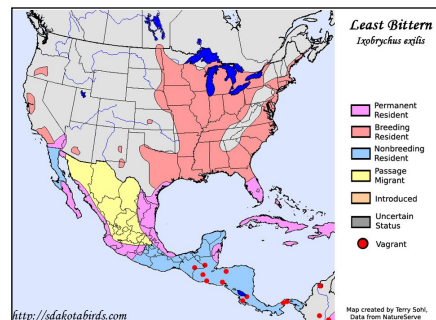 Least Bittern
Ixobrychus exilis
Permanent
Resident
Breeding
Resident
Nonbreeding
Resident
Passage
Migrant
Introduced
Uncertain
Status
Vagrant
http://sdakotabirds.com
Map created by Terry Sohl,
Data from NatureServe